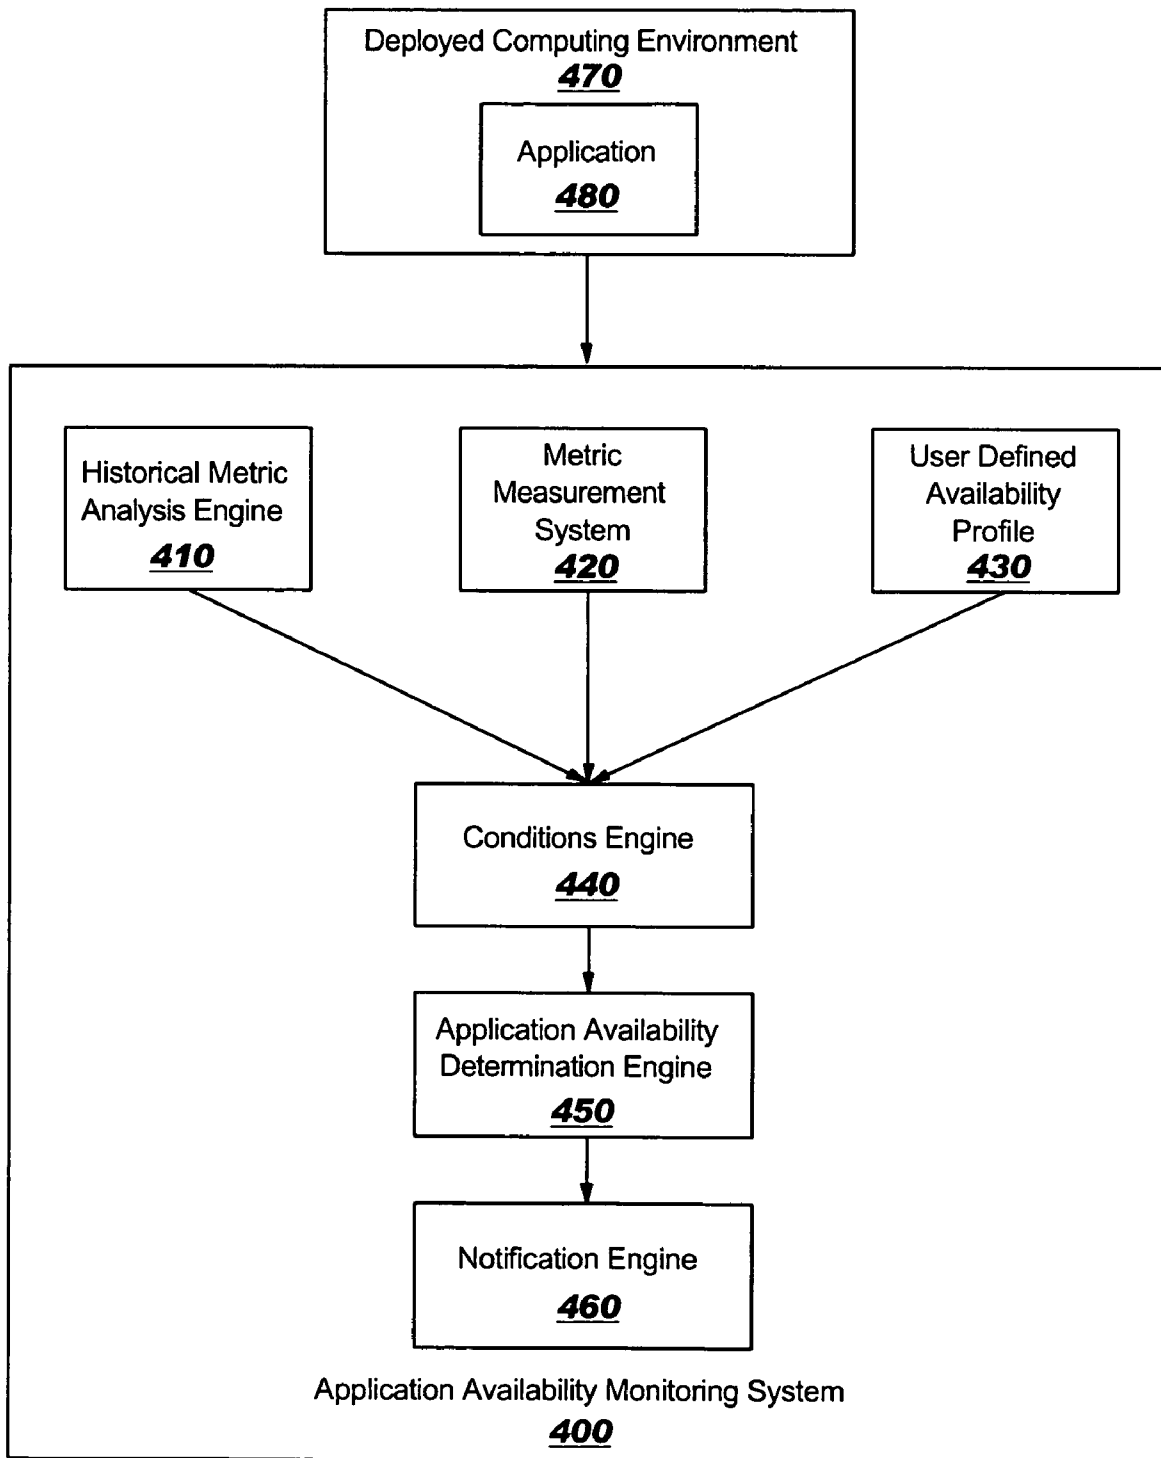 Deployed Computing Environment
470
Application
480
Historical Metric
Analysis Engine
410
Metric
Measurement
System
420
User Defined
Availability
Profile
430
Conditions Engine
440
Application Availability
Determination Engine
450
Notification Engine
460
Application Availability Monitoring System
400